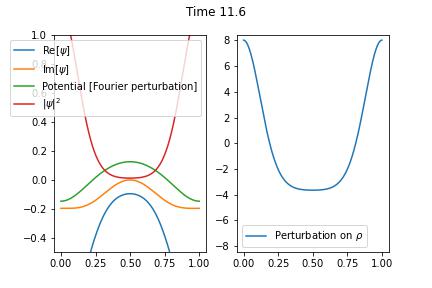 Time 11.6
1.0
0.8
0.6
0.4
0.2
0.0
−0.2
−0.4
Re[ψ]
Im[ψ]
Potential [Fourier perturbation]
|ψ|²
0.00 0.25 0.50 0.75 1.00
8
6
4
2
0
−2
−4
−6
−8
Perturbation on ρ
0.00 0.25 0.50 0.75 1.00